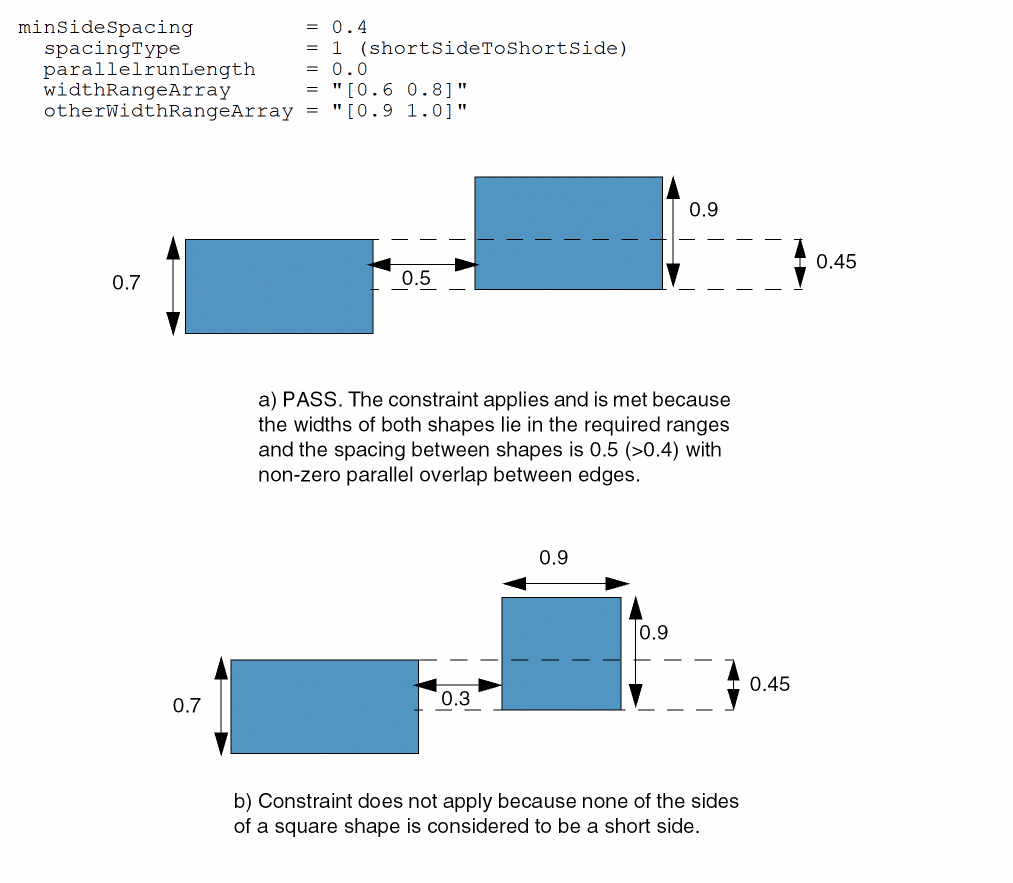 minSideSpacing = 0.4
spacingType = 1 (shortSideToShortSide)
parallelrunLength = 0.0
widthRangeArray = "[0.6 0.8]"
otherWidthRangeArray = "[0.9 1.0]"
0.9
0.45
0.7
0.5
a) PASS. The constraint applies and is met because
the widths of both shapes lie in the required ranges
and the spacing between shapes is 0.5 (>0.4) with
non-zero parallel overlap between edges.
0.9
0.9
0.45
0.7
0.3
b) Constraint does not apply because none of the sides
of a square shape is considered to be a short side.